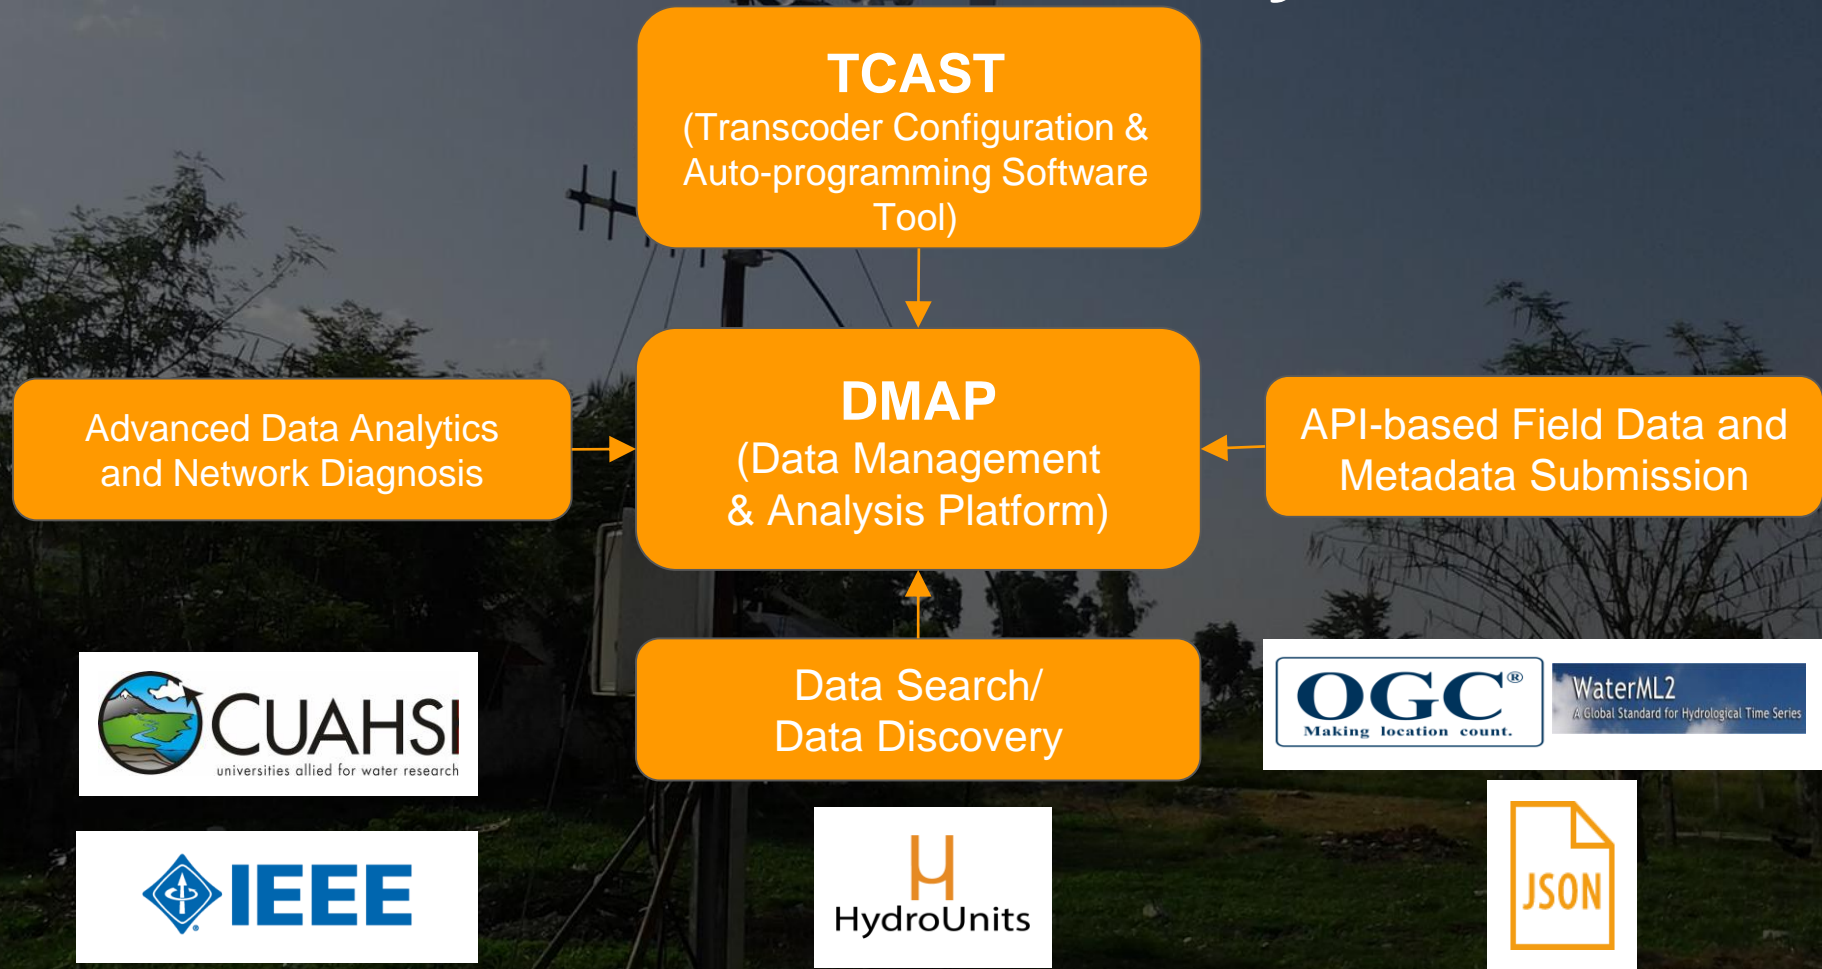 TCAST
(Transcoder Configuration &
Auto-programming Software
Tool)
Advanced Data Analytics
and Network Diagnosis
DMAP
(Data Management
& Analysis Platform)
API-based Field Data and
Metadata Submission
Data Search/
Data Discovery
CUAHSI
universities allied for water research
IEEE
µ
HydroUnits
OGC®
Making location count.
WaterML2
A Global Standard for Hydrological Time Series
JSON